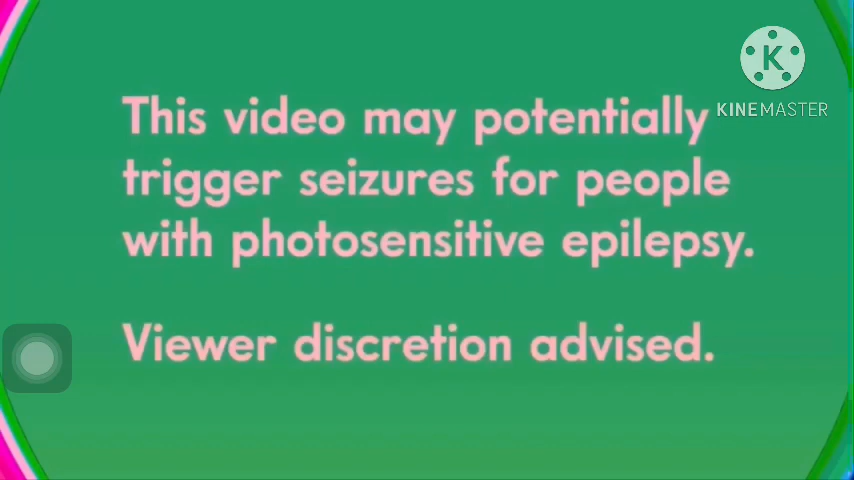 This video may potentially
trigger seizures for people
with photosensitive epilepsy.
Viewer discretion advised.
K
KINEMASTER